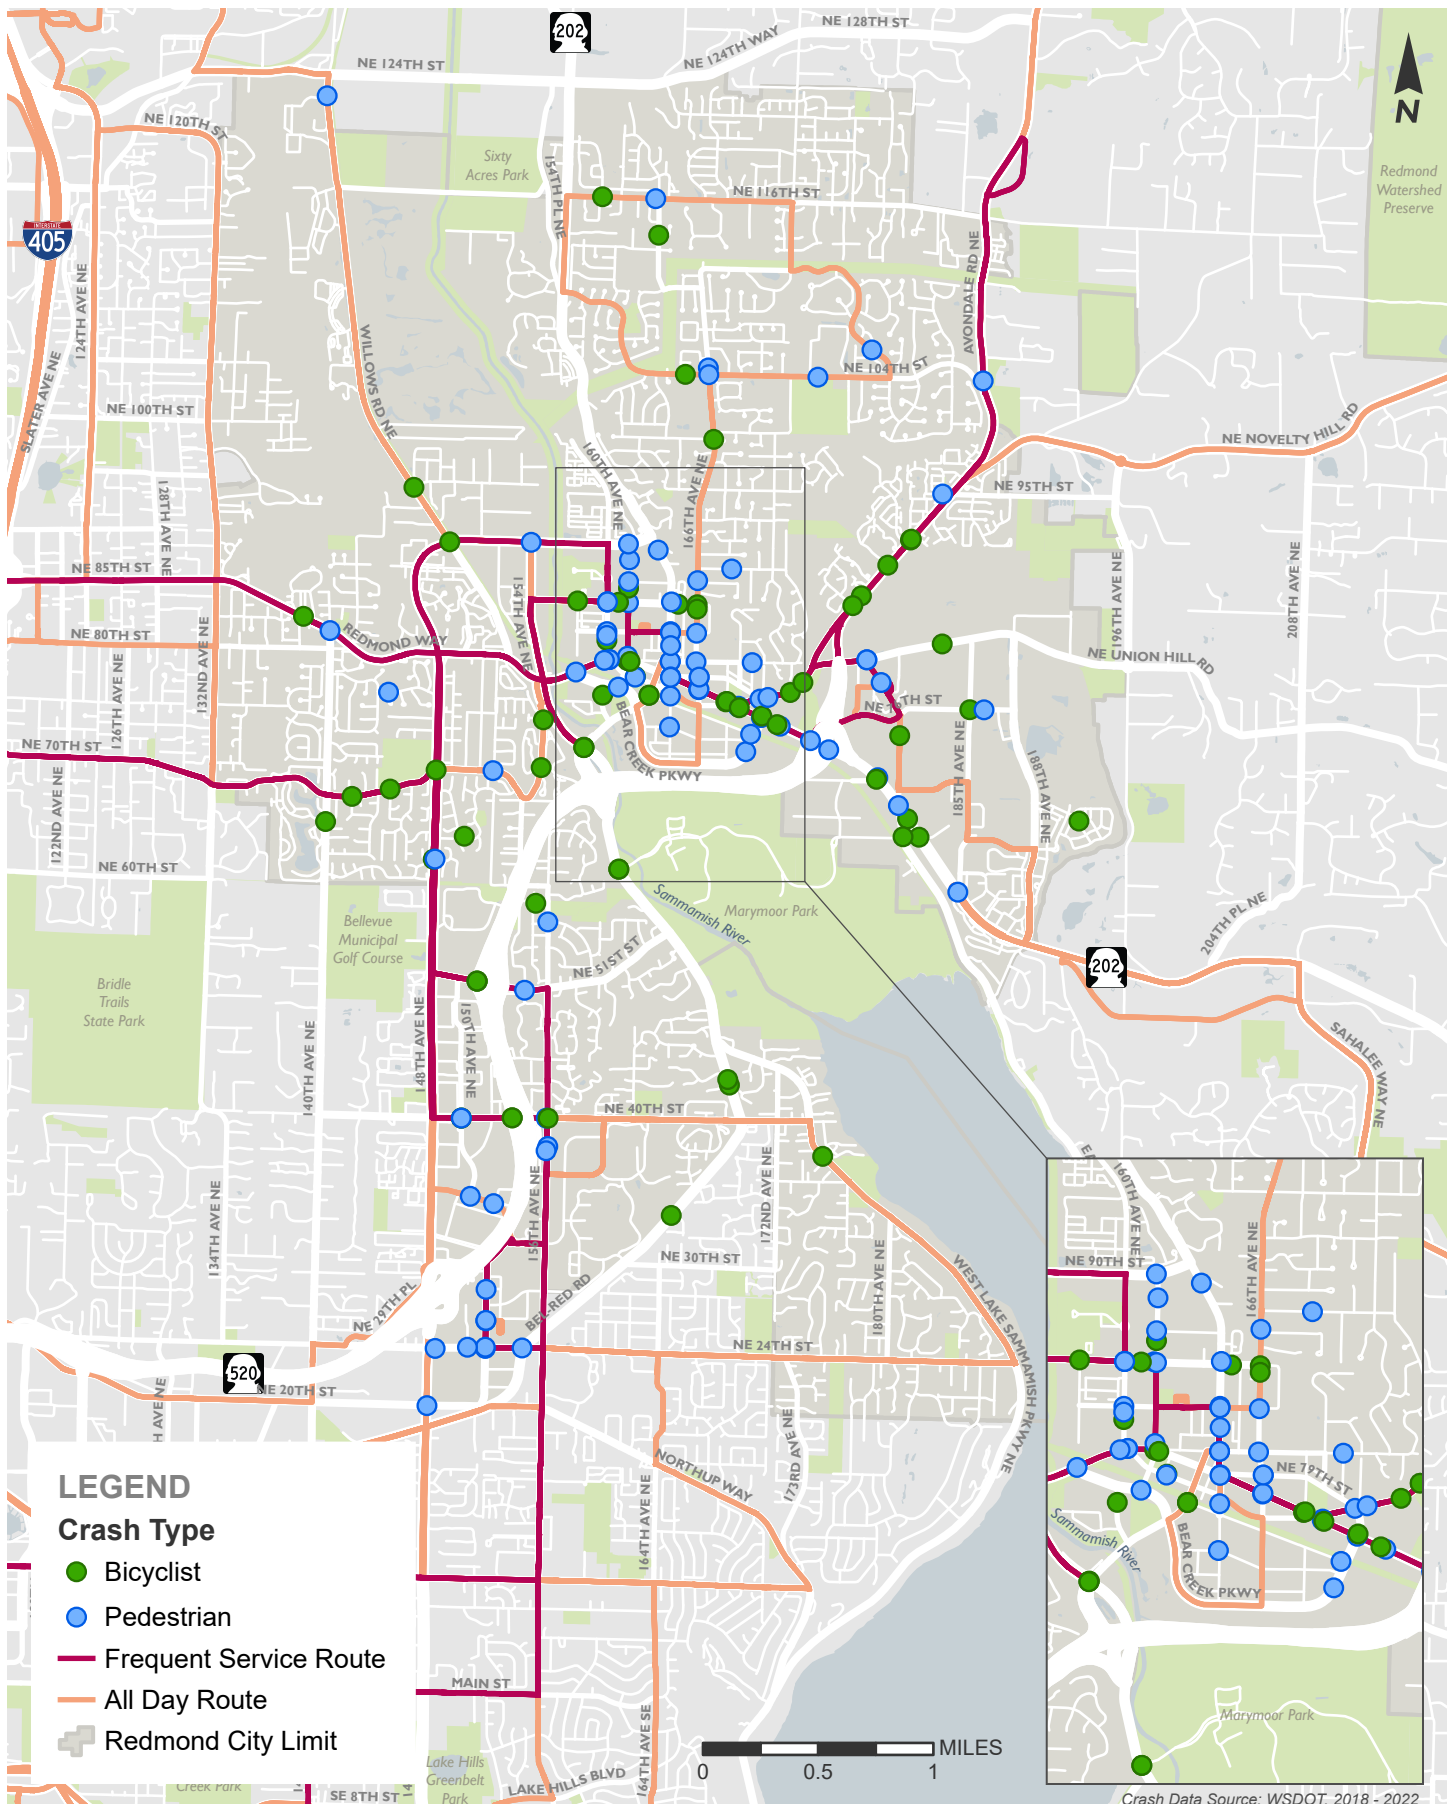 202
NE 128TH ST
NE 124TH WAY
NE 124TH ST
N
NE 120TH ST
154TH PL NE
Sixty
Acres Park
Redmond
Watershed
Preserve
NE 116TH ST
INTERSTATE
405
124TH AVE NE
AVONDALE RD NE
SLATER AVE NE
WILLOWS RD NE
NE 104TH ST
NE 100TH ST
NE NOVELTY HILL RD
160TH AVE NE
166TH AVE NE
128TH AVE NE
NE 95TH ST
NE 85TH ST
154TH AVE NE
196TH AVE NE
208TH AVE NE
NE 80TH ST
REDMOND WAY
132ND AVE NE
126TH AVE NE
NE UNION HILL RD
NE 70TH ST
BEAR CREEK PKWY
185TH AVE NE
188TH AVE NE
122ND AVE NE
NE 60TH ST
Sammamish River
Marymoor Park
204TH PL NE
Bellevue
Municipal
Golf Course
NE 51ST ST
202
Bridle
Trails
State Park
148TH AVE NE
150TH AVE NE
140TH AVE NE
SAHALEE WAY NE
NE 40TH ST
134TH AVE NE
156TH AVE NE
172ND AVE NE
NE 30TH ST
180TH AVE NE
WEST LAKE SAMMAMISH PKWY NE
NE 29TH PL
BEL-RED RD
NE 24TH ST
520
NE 20TH ST
173RD AVE NE
NORTHUP WAY
164TH AVE NE
160TH AVE NE
NE 90TH ST
166TH AVE NE
NE 79TH ST
Sammamish River
BEAR CREEK PKWY
Marymoor Park
LEGEND
Crash Type
Bicyclist
Pedestrian
Frequent Service Route
All Day Route
Redmond City Limit
MAIN ST
164TH AVE SE
Lake Hills
Greenbelt
Park
Creek Park
SE 8TH ST
LAKE HILLS BLVD
MILES
0 0.5 1
Crash Data Source: WSDOT, 2018 - 2022